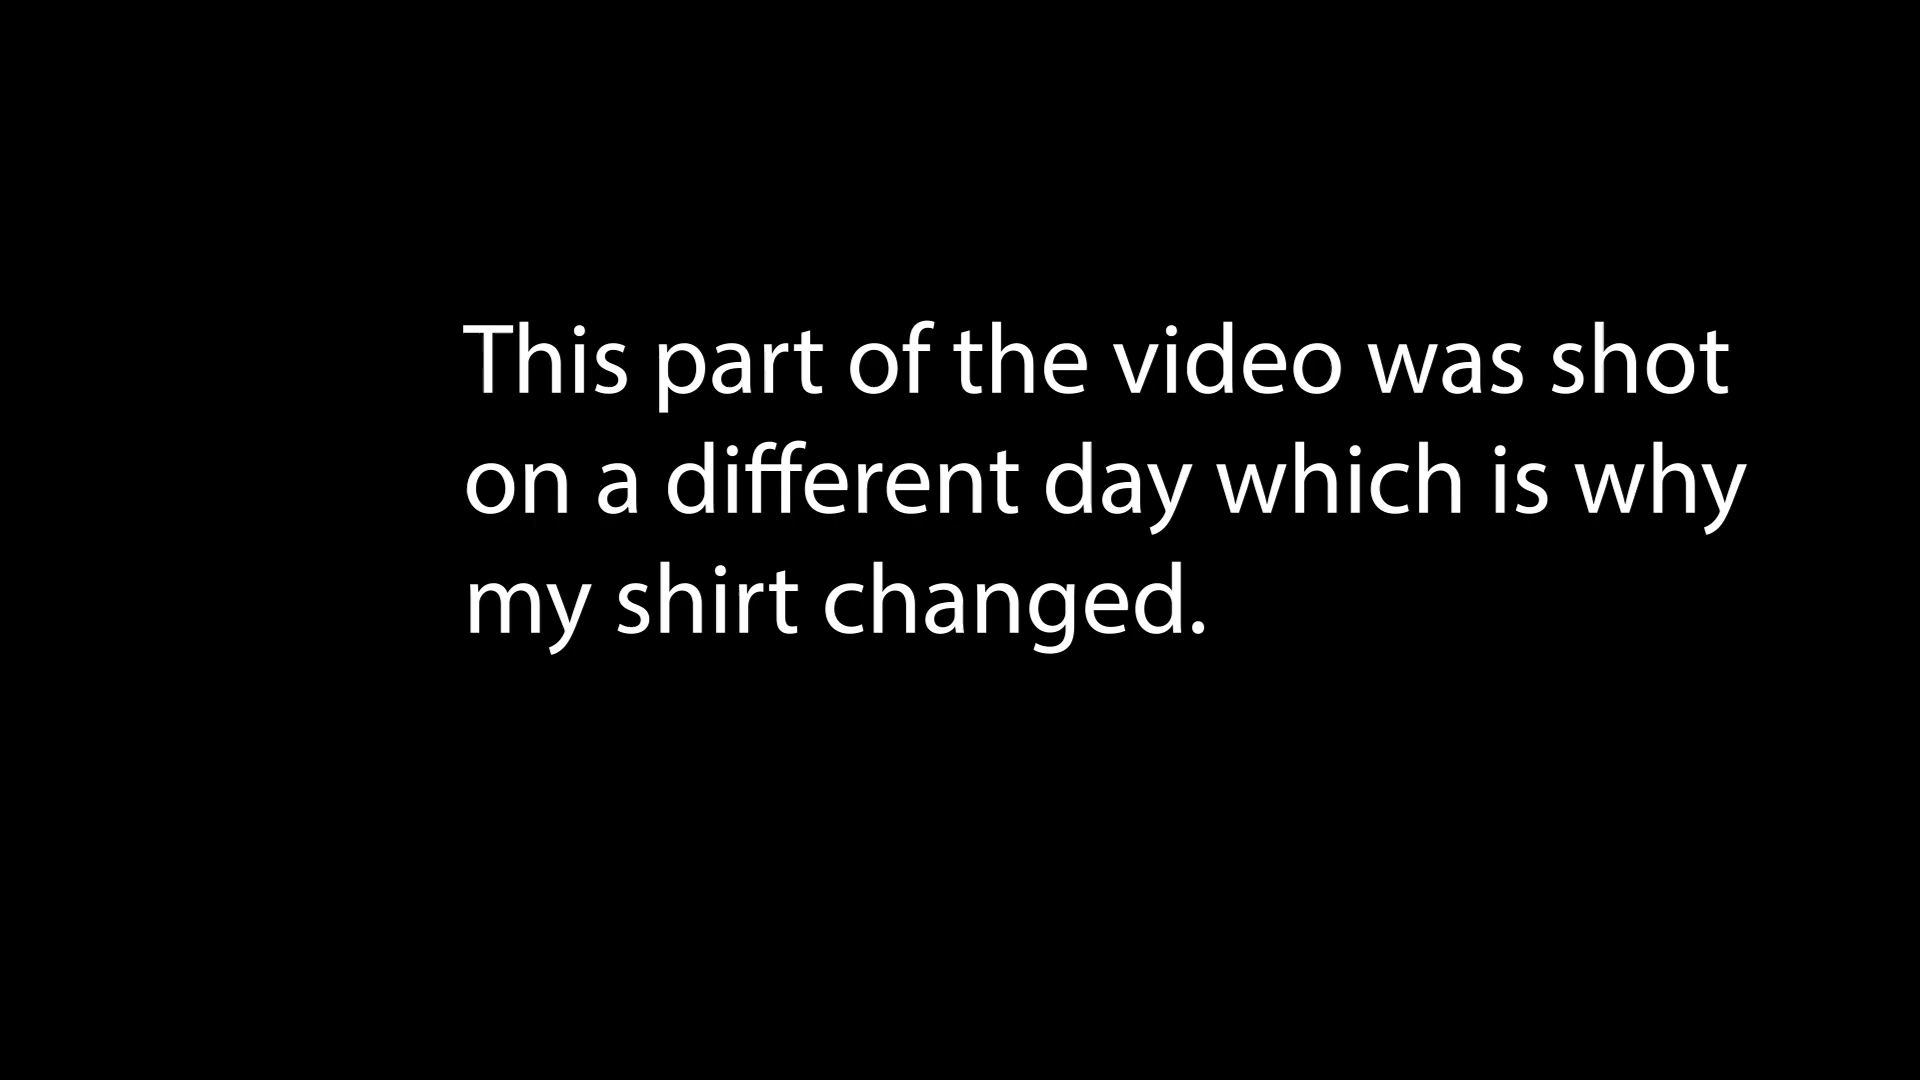 This part of the video was shot
on a different day which is why
my shirt changed.